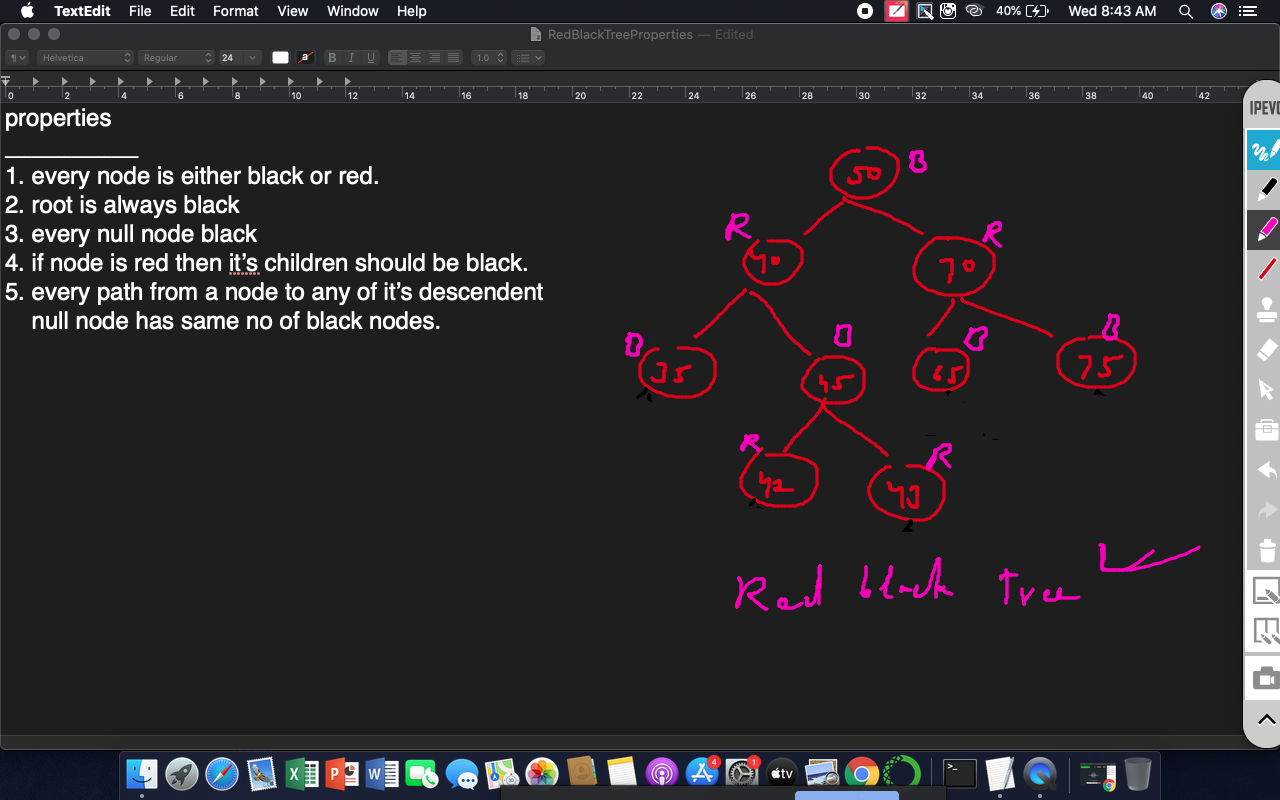 TextEdit File Edit Format View Window Help 40% Wed 8:43 AM
RedBlackTreeProperties — Edited
Helvetica Regular 24 a B I U 1.0
0 2 4 6 8 10 12 14 16 18 20 22 24 26 28 30 32 34 36 38 40 42
IPEVO
properties
1. every node is either black or red.
2. root is always black
3. every null node black
4. if node is red then it's children should be black.
5. every path from a node to any of it's descendent
null node has same no of black nodes.
50 B
R R
40 70
B B B B
35 45 65 75
R R
42 49
Red black tree
X P W 4 1 tv >_